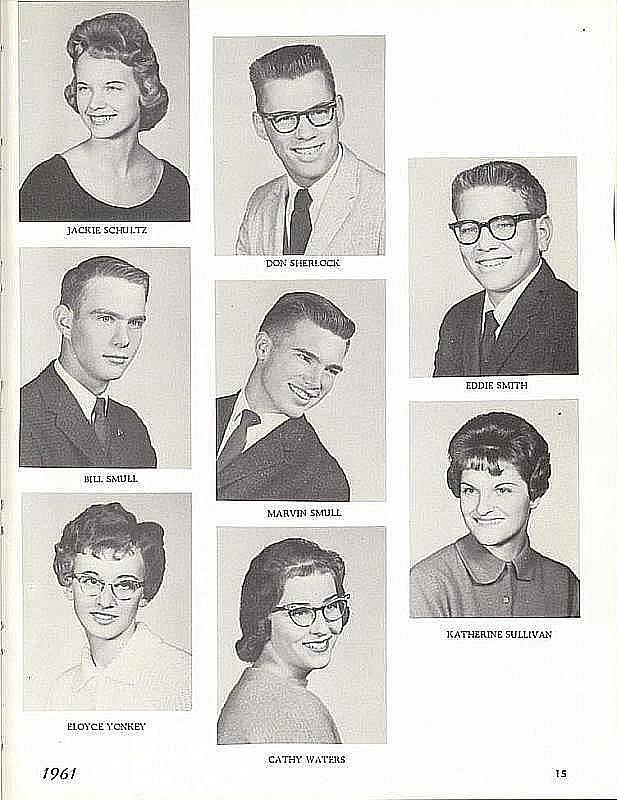 JACKIE SCHULTZ
DON SHERLOCK
EDDIE SMITH
BILL SMULL
MARVIN SMULL
KATHERINE SULLIVAN
ELOYCE YONKEY
CATHY WATERS
1961
15